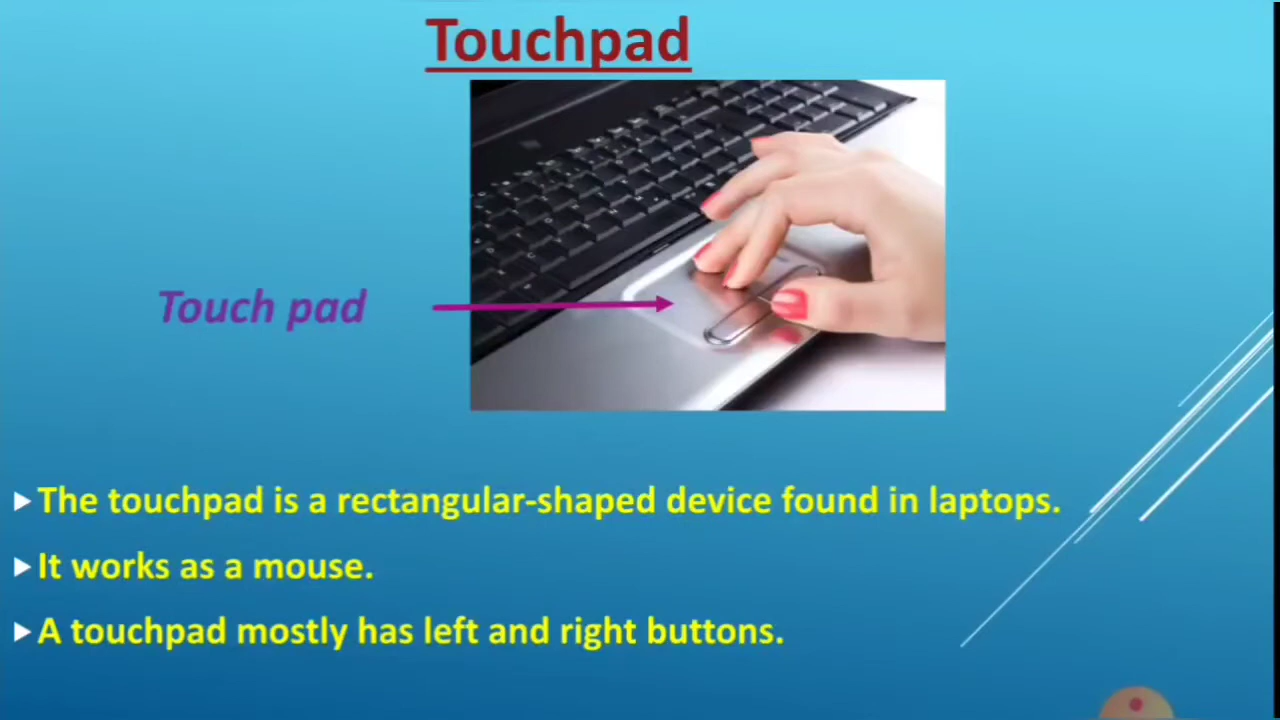 Touchpad
Touch pad
The touchpad is a rectangular-shaped device found in laptops.
It works as a mouse.
A touchpad mostly has left and right buttons.